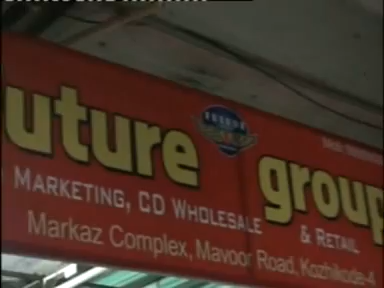 uture group
MARKETING, CD WHOLESALE & RETAIL
Markaz Complex, Mavoor Road, Kozhikode-4